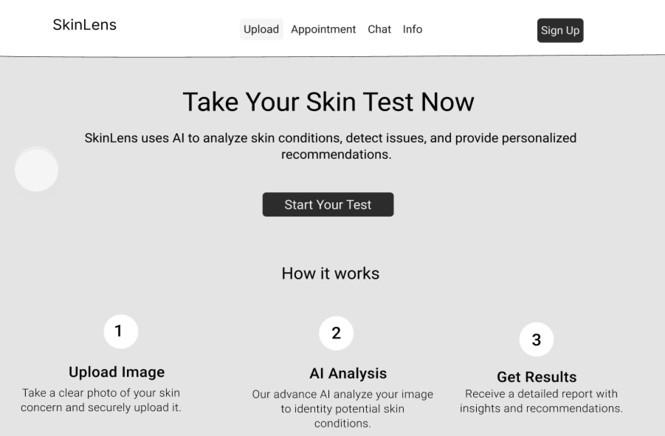 SkinLens
Upload Appointment Chat Info
Sign Up
Take Your Skin Test Now
SkinLens uses AI to analyze skin conditions, detect issues, and provide personalized
recommendations.
Start Your Test
How it works
1
Upload Image
Take a clear photo of your skin
concern and securely upload it.
2
AI Analysis
Our advance AI analyze your image
to identity potential skin
conditions.
3
Get Results
Receive a detailed report with
insights and recommendations.